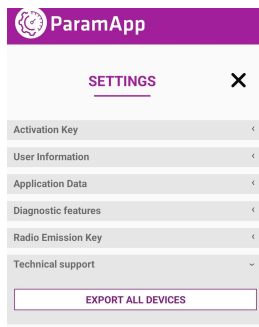 ParamApp
SETTINGS
Activation Key
User Information
Application Data
Diagnostic features
Radio Emission Key
Technical support
EXPORT ALL DEVICES